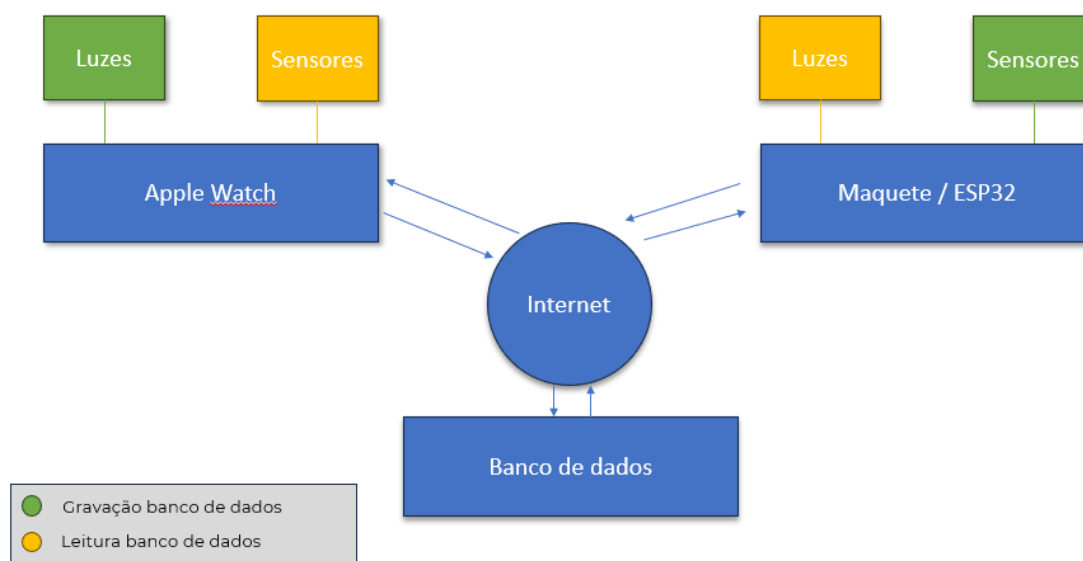 Luzes
Sensores
Luzes
Sensores
Apple Watch
Maquete / ESP32
Internet
Banco de dados
Gravação banco de dados
Leitura banco de dados